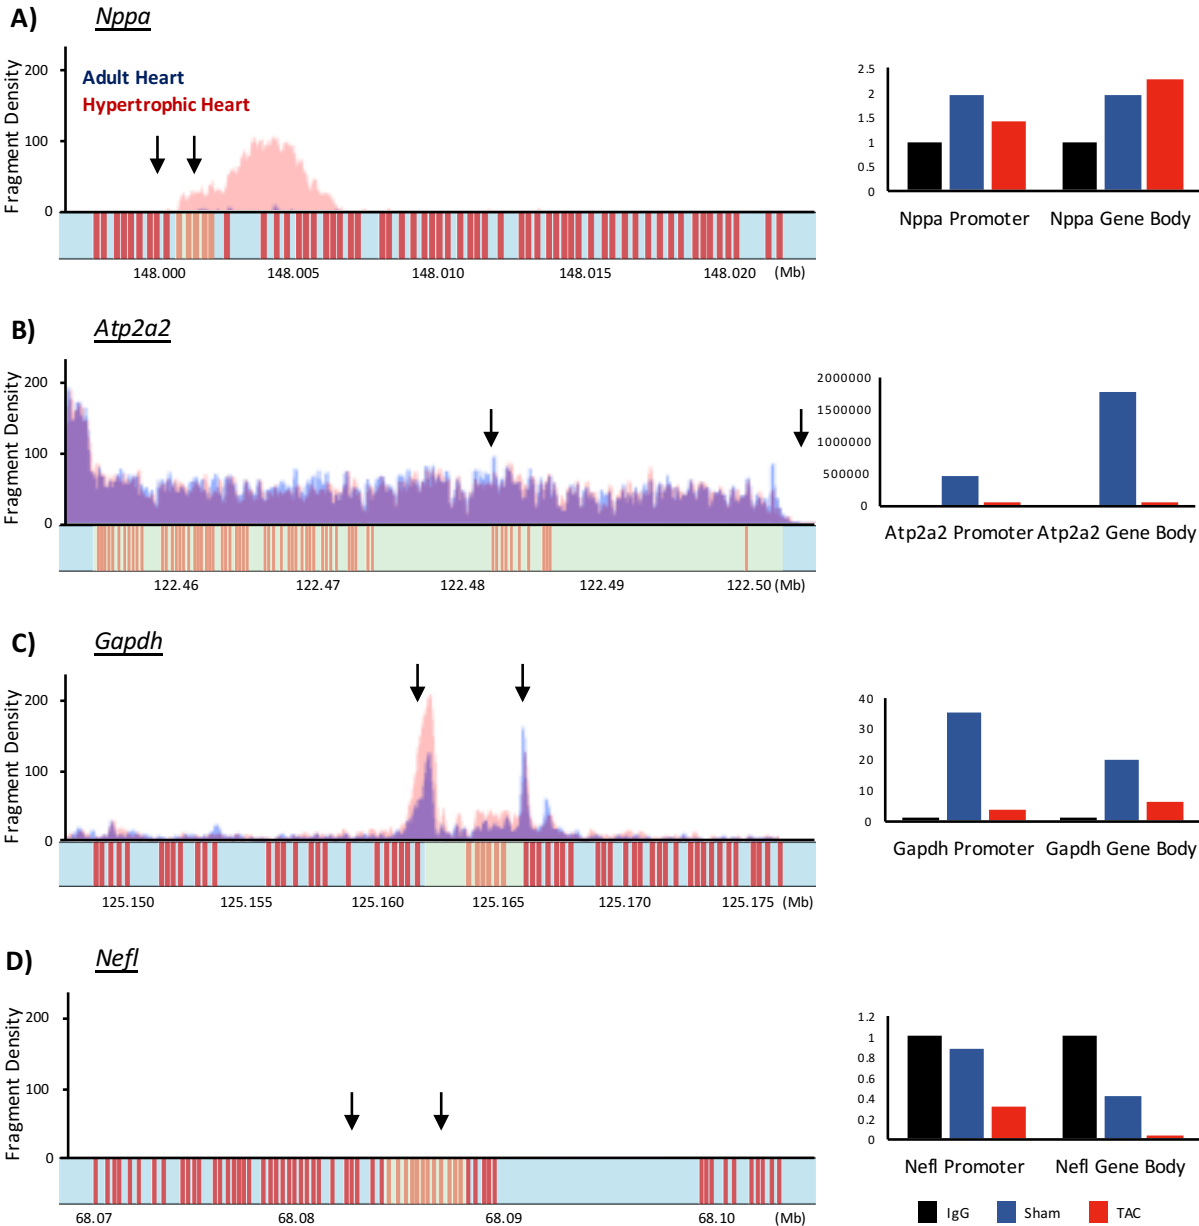 A) Nppa
Fragment Density
200
100
0
Adult Heart
Hypertrophic Heart
148.000 148.005 148.010 148.015 148.020 (Mb)
2.5
2
1.5
1
0.5
0
Nppa Promoter Nppa Gene Body
B) Atp2a2
Fragment Density
200
100
0
122.46 122.47 122.48 122.49 122.50 (Mb)
2000000
1500000
1000000
500000
0
Atp2a2 Promoter Atp2a2 Gene Body
C) Gapdh
Fragment Density
200
100
0
125.150 125.155 125.160 125.165 125.170 125.175 (Mb)
40
30
20
10
0
Gapdh Promoter Gapdh Gene Body
D) Nefl
Fragment Density
200
100
0
68.07 68.08 68.09 68.10 (Mb)
1.2
1
0.8
0.6
0.4
0.2
0
Nefl Promoter Nefl Gene Body
IgG Sham TAC